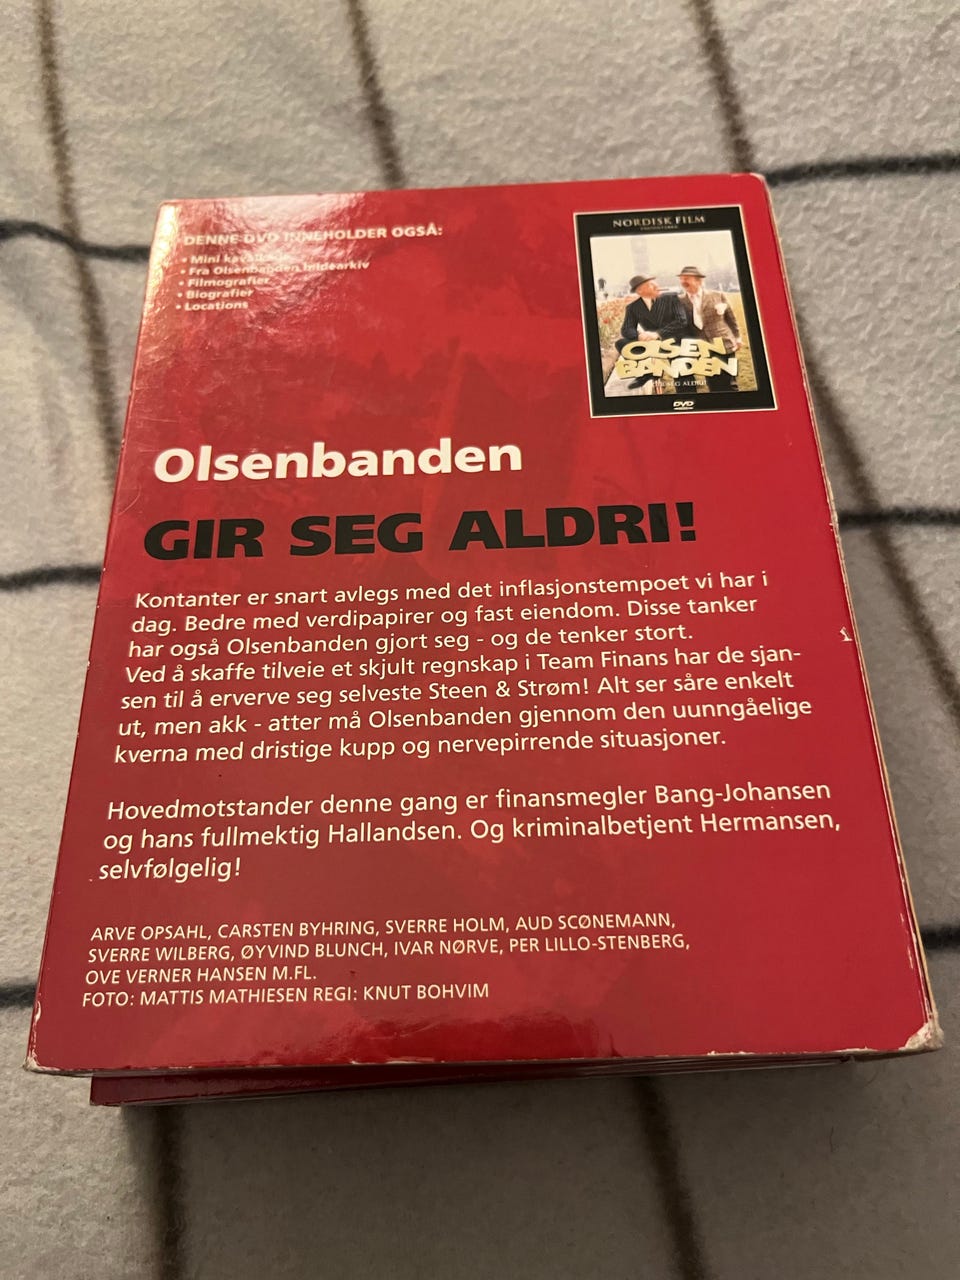 DENNE DVD INNEHOLDER OGSÅ:
• Mini
• Fra Olsenbanden bildearkiv
• Filmografier
• Biografier
• Locations
NORDISK FILM
OLSEN
BANDEN
SEG ALDRI!
DVD
Olsenbanden
GIR SEG ALDRI!
Kontanter er snart avlegs med det inflasjonstempoet vi har i
dag. Bedre med verdipapirer og fast eiendom. Disse tanker
har også Olsenbanden gjort seg - og de tenker stort.
Ved å skaffe tilveie et skjult regnskap i Team Finans har de sjan-
sen til å erverve seg selveste Steen & Strøm! Alt ser såre enkelt
ut, men akk - atter må Olsenbanden gjennom den uunngåelige
kverna med dristige kupp og nervepirrende situasjoner.
Hovedmotstander denne gang er finansmegler Bang-Johansen
og hans fullmektig Hallandsen. Og kriminalbetjent Hermansen,
selvfølgelig!
ARVE OPSAHL, CARSTEN BYHRING, SVERRE HOLM, AUD SCØNEMANN,
SVERRE WILBERG, ØYVIND BLUNCH, IVAR NØRVE, PER LILLO-STENBERG,
OVE VERNER HANSEN M.FL.
FOTO: MATTIS MATHIESEN REGI: KNUT BOHVIM